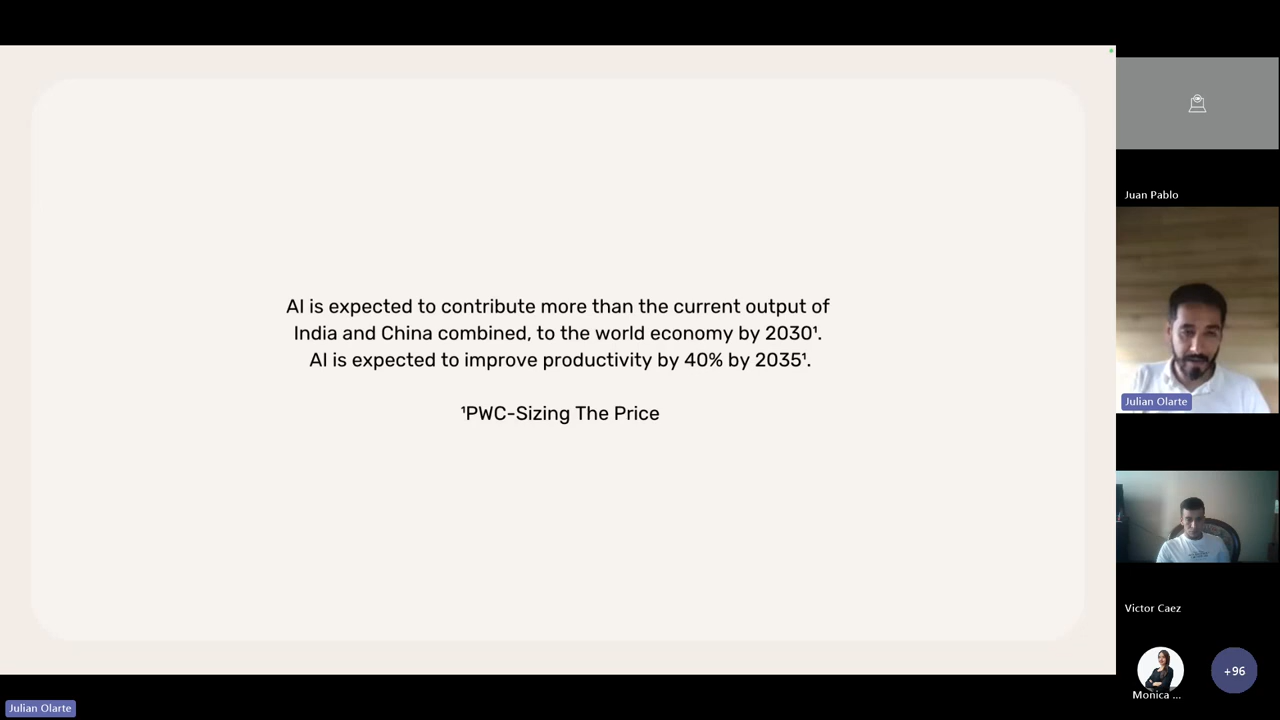 AI is expected to contribute more than the current output of
India and China combined, to the world economy by 2030¹.
AI is expected to improve productivity by 40% by 2035¹.
¹PWC-Sizing The Price
Juan Pablo
Julian Olarte
Victor Caez
Monica ...
+96
Julian Olarte